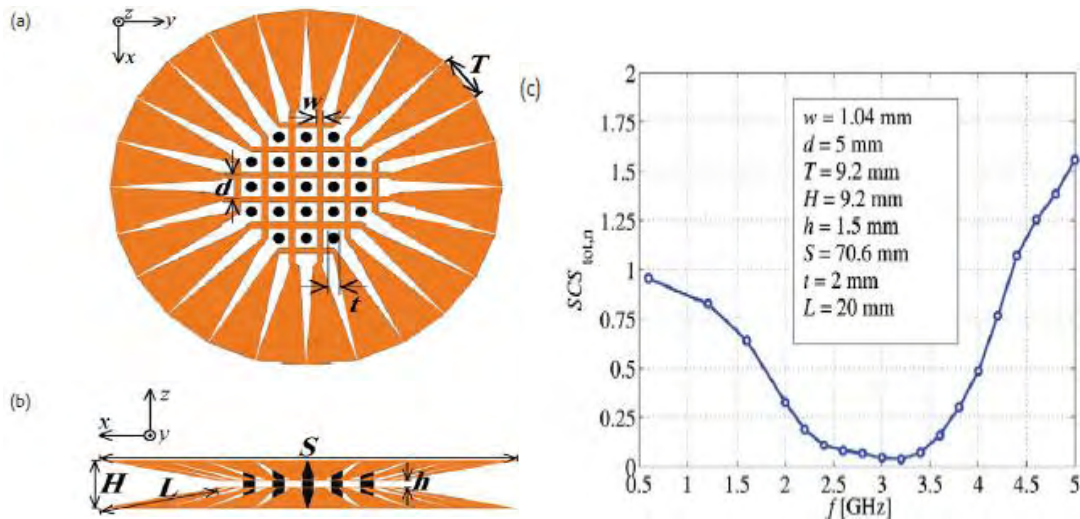 (a)
z
y
x
T
w
d
t
(b)
z
x
y
S
H
L
h
(c)
2
1.75
1.5
1.25
1
0.75
0.5
0.25
0
SCS tot,n
w = 1.04 mm
d = 5 mm
T = 9.2 mm
H = 9.2 mm
h = 1.5 mm
S = 70.6 mm
t = 2 mm
L = 20 mm
0.5 1 1.5 2 2.5 3 3.5 4 4.5 5
f [GHz]